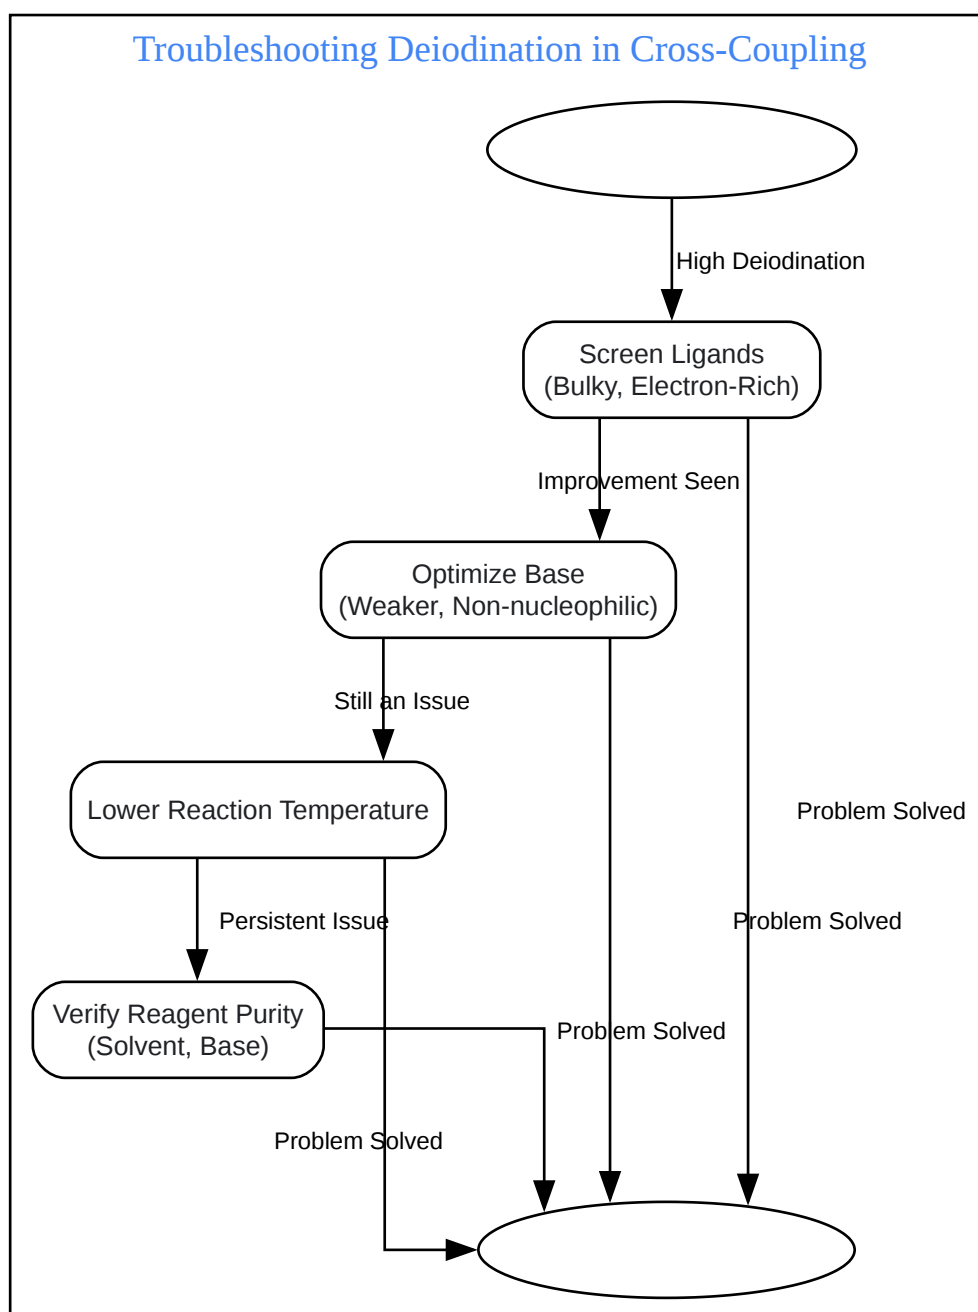 Troubleshooting Deiodination in Cross-Coupling
High Deiodination
Screen Ligands
(Bulky, Electron-Rich)
Improvement Seen
Optimize Base
(Weaker, Non-nucleophilic)
Still an Issue
Lower Reaction Temperature
Problem Solved
Persistent Issue
Problem Solved
Verify Reagent Purity
(Solvent, Base)
Problem Solved
Problem Solved